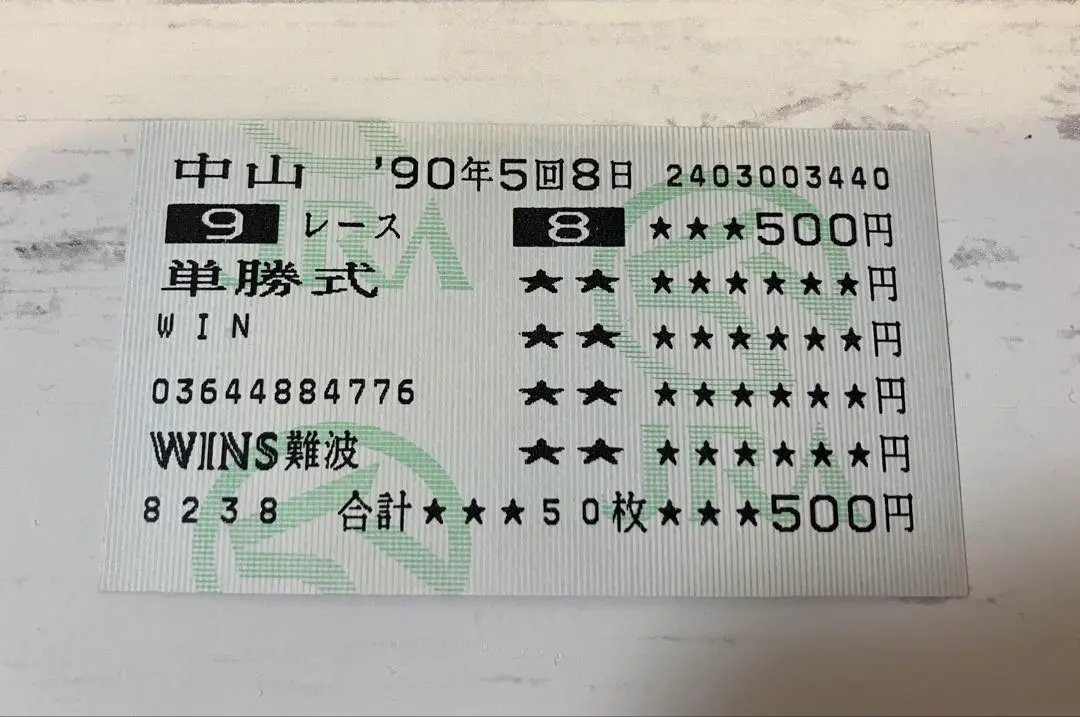 中山 '90年5回8日 2403003440
9 レース 8 ★★★500円
単勝式 ★★ ★★★★★★円
WIN ★★ ★★★★★★円
03644884776 ★★ ★★★★★★円
WINS難波 ★★ ★★★★★★円
8238 合計★★★50枚★★★500円
JRA
JRA